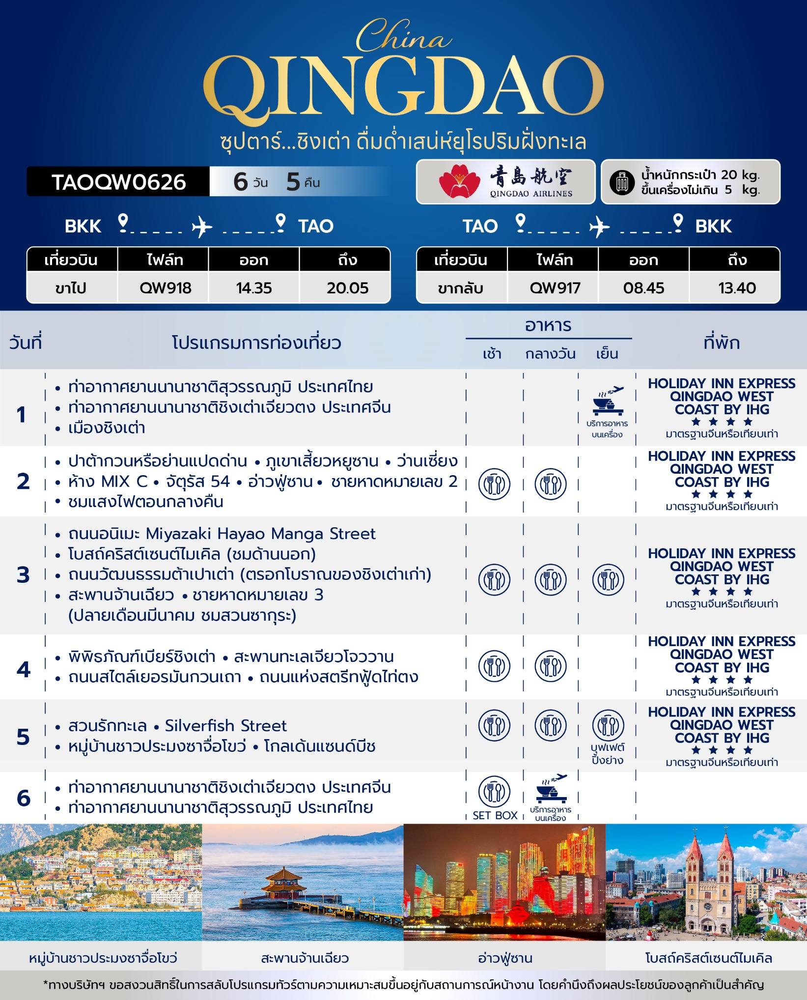 China
QINGDAO
ซุปตาร์...ชิงเต่า ดื่มด่ำเสน่ห์ยุโรปริมฝั่งทะเล
TAOQW0626 6 วัน 5 คืน
青島航空
QINGDAO AIRLINES
น้ำหนักกระเป๋า 20 kg.
ขึ้นเครื่องไม่เกิน 5 kg.
BKK TAO
เที่ยวบิน ไฟล์ท ออก ถึง
ขาไป QW918 14.35 20.05
TAO BKK
เที่ยวบิน ไฟล์ท ออก ถึง
ขากลับ QW917 08.45 13.40
วันที่ โปรแกรมการท่องเที่ยว อาหาร ที่พัก
เช้า กลางวัน เย็น
1
• ท่าอากาศยานนานาชาติสุวรรณภูมิ ประเทศไทย
• ท่าอากาศยานนานาชาติชิงเต่าเจียวตง ประเทศจีน
• เมืองชิงเต่า
บริการอาหาร
บนเครื่อง
HOLIDAY INN EXPRESS
QINGDAO WEST
COAST BY IHG
★ ★ ★ ★
มาตรฐานจีนหรือเทียบเท่า
2
• ปาต้ากวนหรือย่านแปดด่าน • ภูเขาเสี้ยวหยูซาน • ว่านเซี่ยง
• ห้าง MIX C • จัตุรัส 54 • อ่าวฟู่ซาน • ชายหาดหมายเลข 2
• ชมแสงไฟตอนกลางคืน
HOLIDAY INN EXPRESS
QINGDAO WEST
COAST BY IHG
★ ★ ★ ★
มาตรฐานจีนหรือเทียบเท่า
3
• ถนนอนิเมะ Miyazaki Hayao Manga Street
• โบสถ์คริสต์เซนต์ไมเคิล (ชมด้านนอก)
• ถนนวัฒนธรรมต้าเปาเต่า (ตรอกโบราณของชิงเต่าเก่า)
• สะพานจ้านเฉียว • ชายหาดหมายเลข 3
(ปลายเดือนมีนาคม ชมสวนซากุระ)
HOLIDAY INN EXPRESS
QINGDAO WEST
COAST BY IHG
★ ★ ★ ★
มาตรฐานจีนหรือเทียบเท่า
4
• พิพิธภัณฑ์เบียร์ชิงเต่า • สะพานทะเลเจียวโจววาน
• ถนนสไตล์เยอรมันกวนเถา • ถนนแห่งสตรีทฟู้ดไท่ตง
HOLIDAY INN EXPRESS
QINGDAO WEST
COAST BY IHG
★ ★ ★ ★
มาตรฐานจีนหรือเทียบเท่า
5
• สวนรักทะเล • Silverfish Street
• หมู่บ้านชาวประมงซาจื่อโขว่ • โกลเด้นแซนด์บีช
บุฟเฟต์
ปิ้งย่าง
HOLIDAY INN EXPRESS
QINGDAO WEST
COAST BY IHG
★ ★ ★ ★
มาตรฐานจีนหรือเทียบเท่า
6
• ท่าอากาศยานนานาชาติชิงเต่าเจียวตง ประเทศจีน
• ท่าอากาศยานนานาชาติสุวรรณภูมิ ประเทศไทย
SET BOX
บริการอาหาร
บนเครื่อง
หมู่บ้านชาวประมงซาจื่อโขว่
สะพานจ้านเฉียว
อ่าวฟู่ซาน
โบสถ์คริสต์เซนต์ไมเคิล
*ทางบริษัทฯ ขอสงวนสิทธิ์ในการสลับโปรแกรมทัวร์ตามความเหมาะสมขึ้นอยู่กับสถานการณ์หน้างาน โดยคำนึงถึงผลประโยชน์ของลูกค้าเป็นสำคัญ